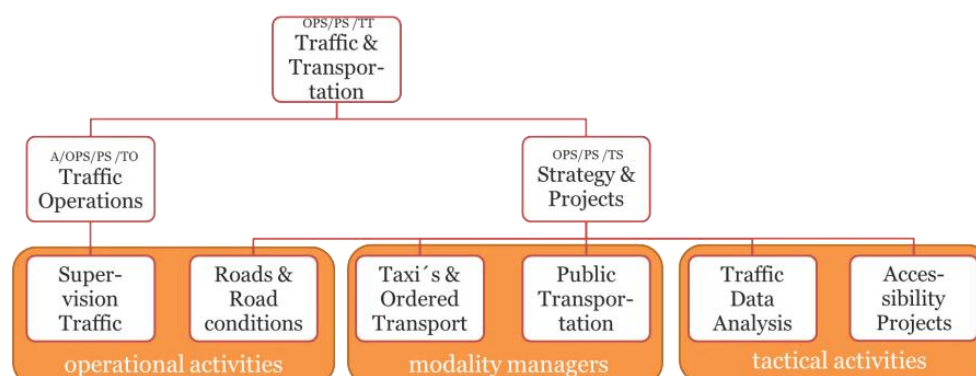 OPS/PS /TT
Traffic &
Transpor-
tation
A/OPS/PS /TO
Traffic
Operations
OPS/PS /TS
Strategy &
Projects
Super-
vision
Traffic
Roads &
Road
conditions
operational activities
Taxi´s &
Ordered
Transport
Public
Transpor-
tation
modality managers
Traffic
Data
Analysis
Acces-
sibility
Projects
tactical activities